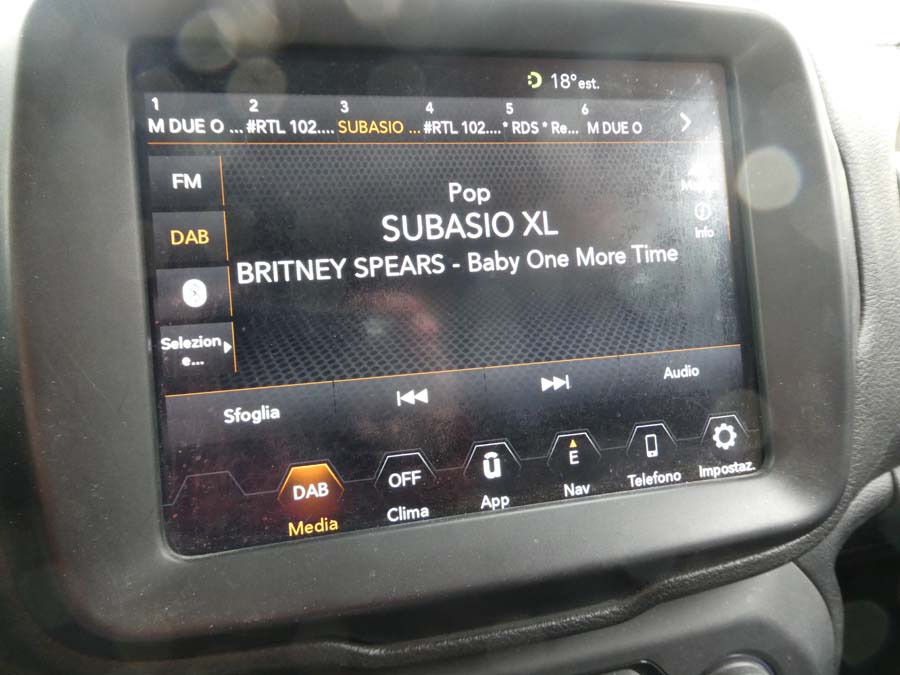 18° est.
1 2 3 4 5 6
M DUE O ... #RTL 102.... SUBASIO ... #RTL 102.... * RDS * Re... M DUE O
FM
Pop
SUBASIO XL
DAB
Info
BRITNEY SPEARS - Baby One More Time
Selezion
e...
Sfoglia
Audio
DAB
OFF
E
Media
Clima
App
Nav
Telefono
Impostaz.